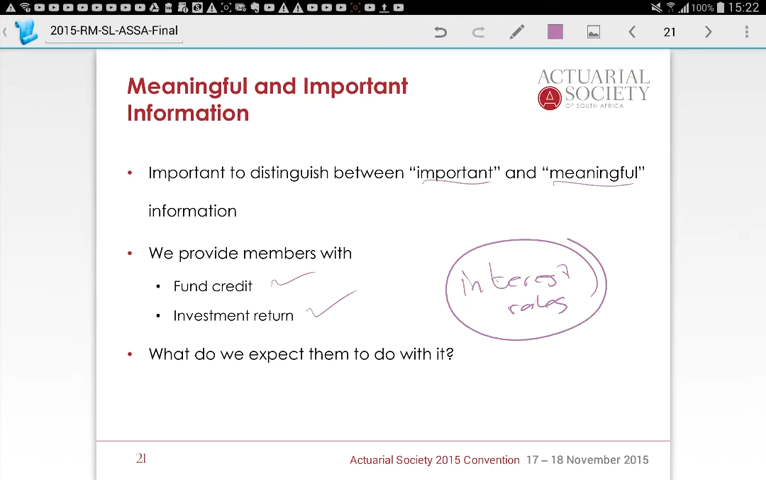 100% 15:22
2015-RM-SL-ASSA-Final
21
Meaningful and Important
Information
ACTUARIAL
SOCIETY
OF SOUTH AFRICA
• Important to distinguish between “important” and “meaningful”
information
• We provide members with
• Fund credit
• Investment return
interest
rates
• What do we expect them to do with it?
21
Actuarial Society 2015 Convention 17 – 18 November 2015